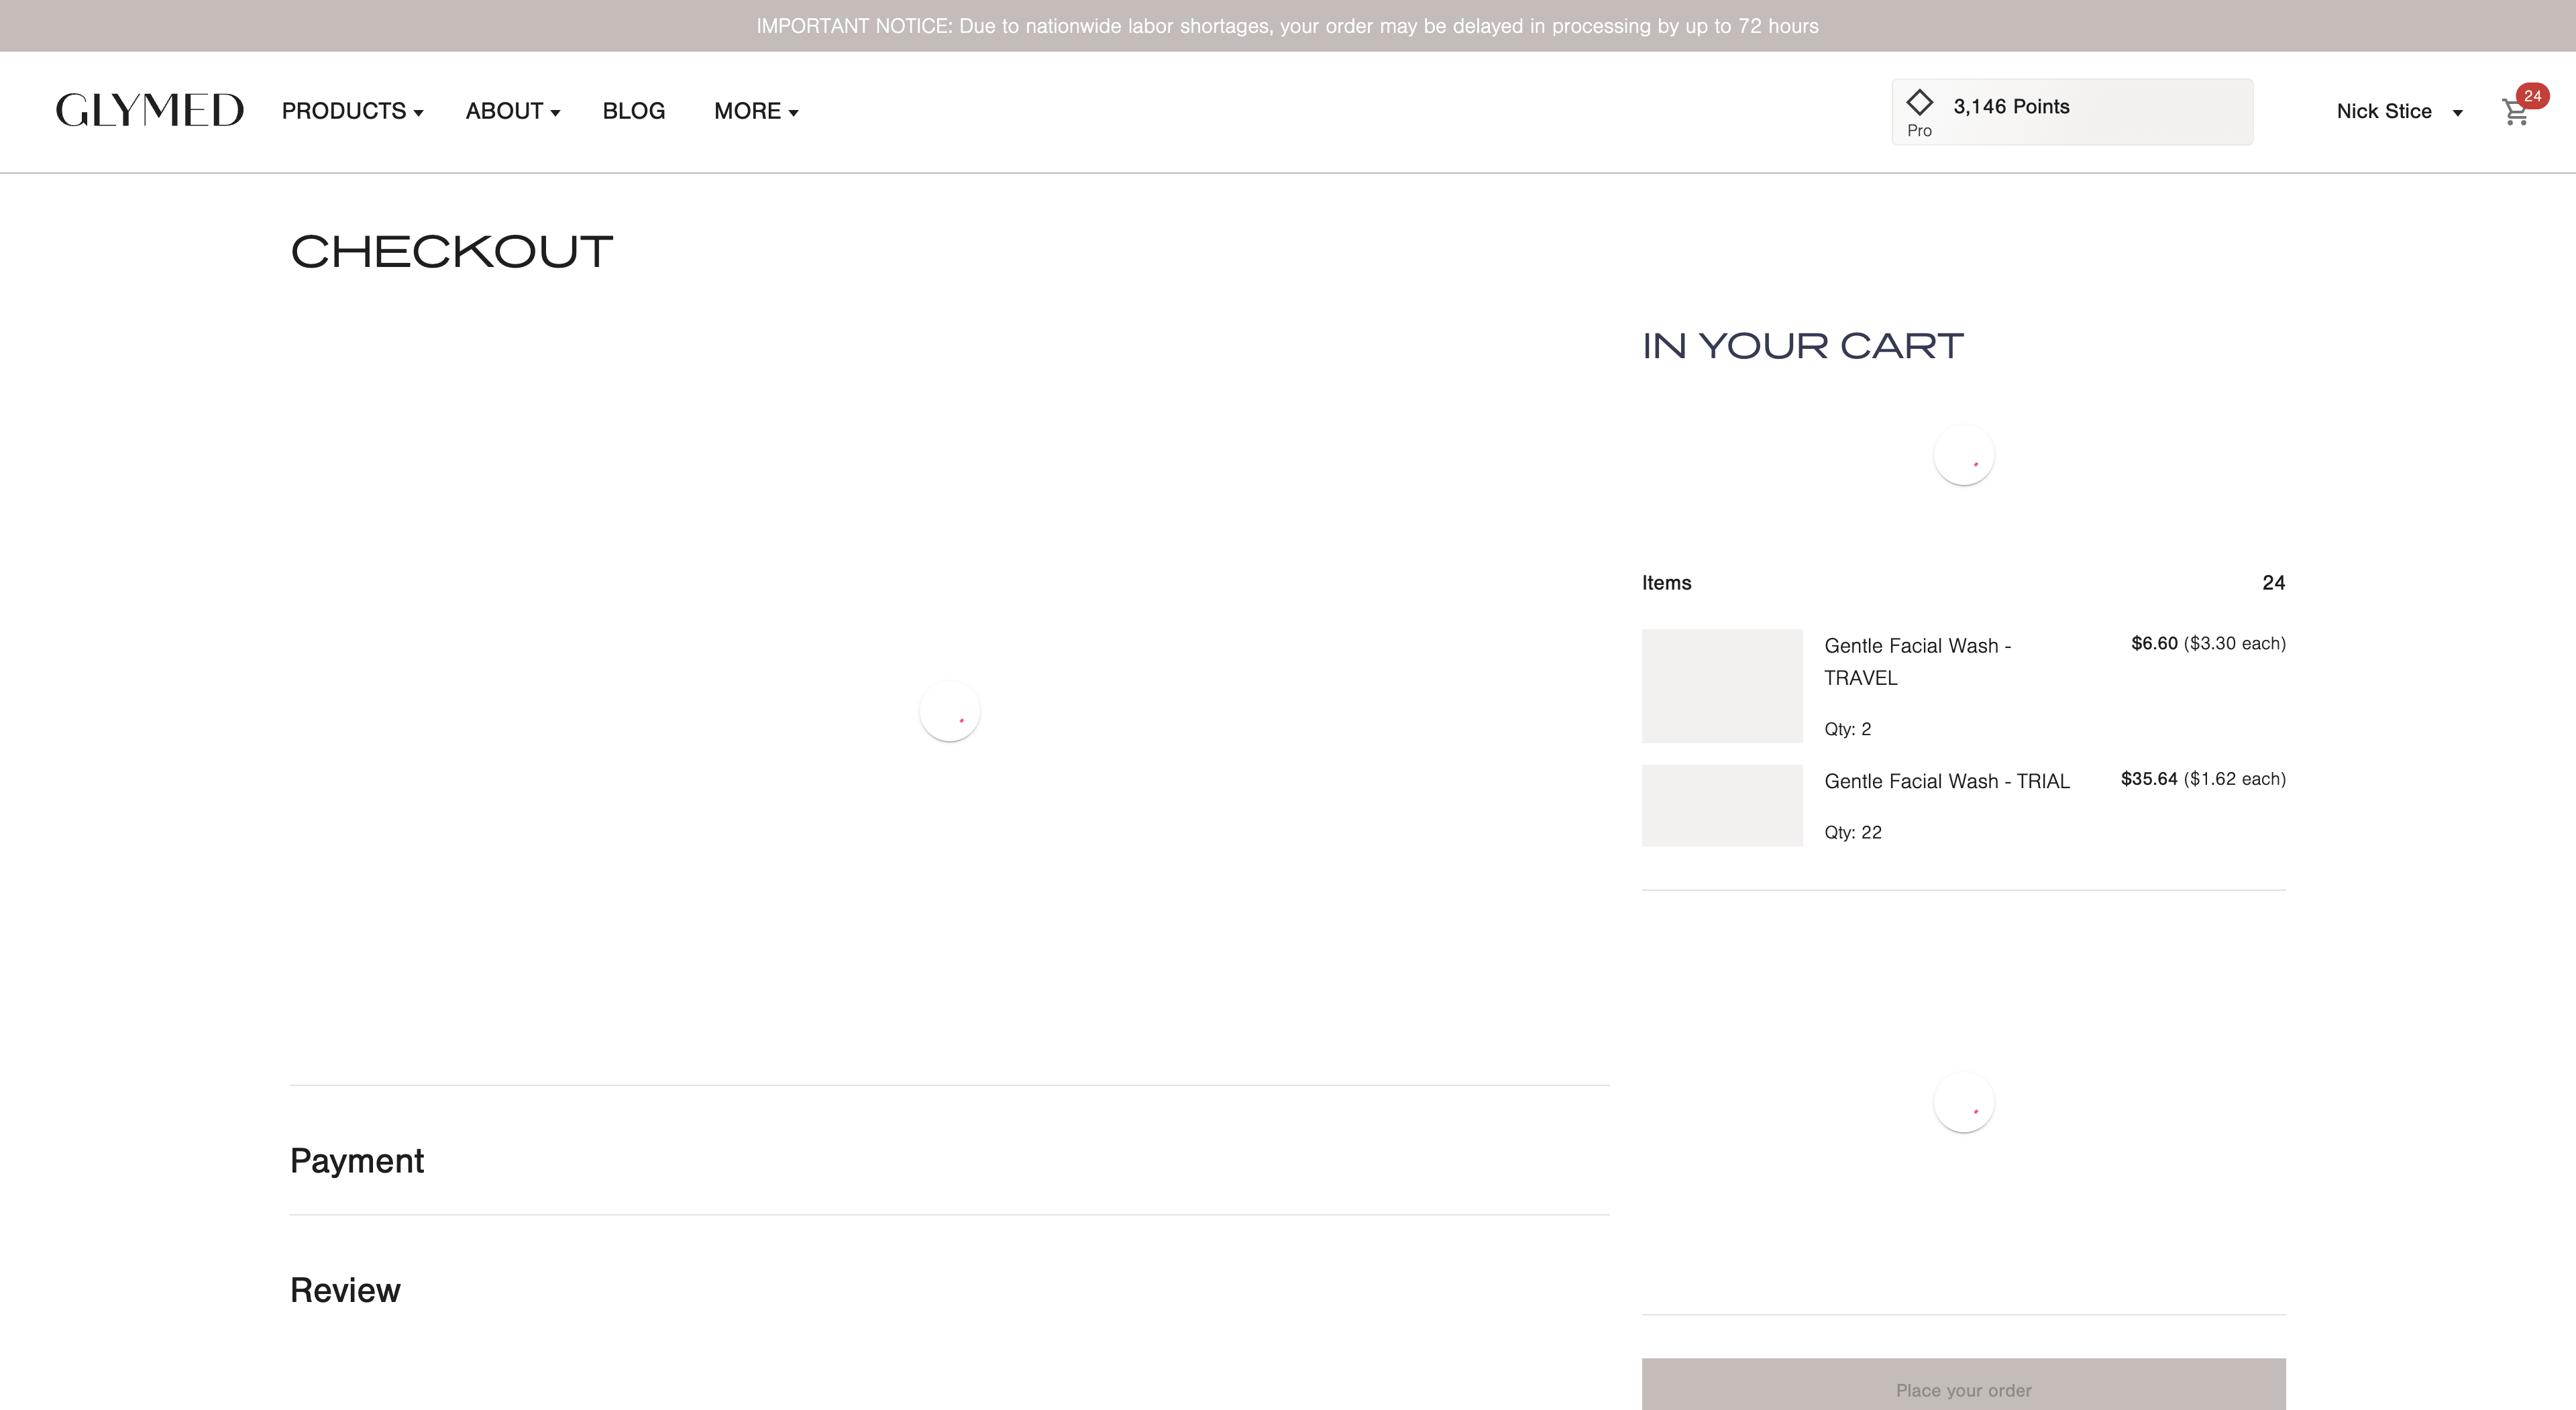 IMPORTANT NOTICE: Due to nationwide labor shortages, your order may be delayed in processing by up to 72 hours
GLYMED
PRODUCTS
ABOUT
BLOG
MORE
Pro
3,146 Points
Nick Stice
24
CHECKOUT
Payment
Review
IN YOUR CART
Items 24
Gentle Facial Wash - $6.60 ($3.30 each)
TRAVEL
Qty: 2
Gentle Facial Wash - TRIAL $35.64 ($1.62 each)
Qty: 22
Place your order